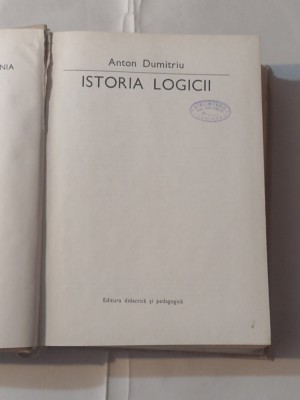 NIA
Anton Dumitriu
ISTORIA LOGICII
Editura didactică și pedagogică